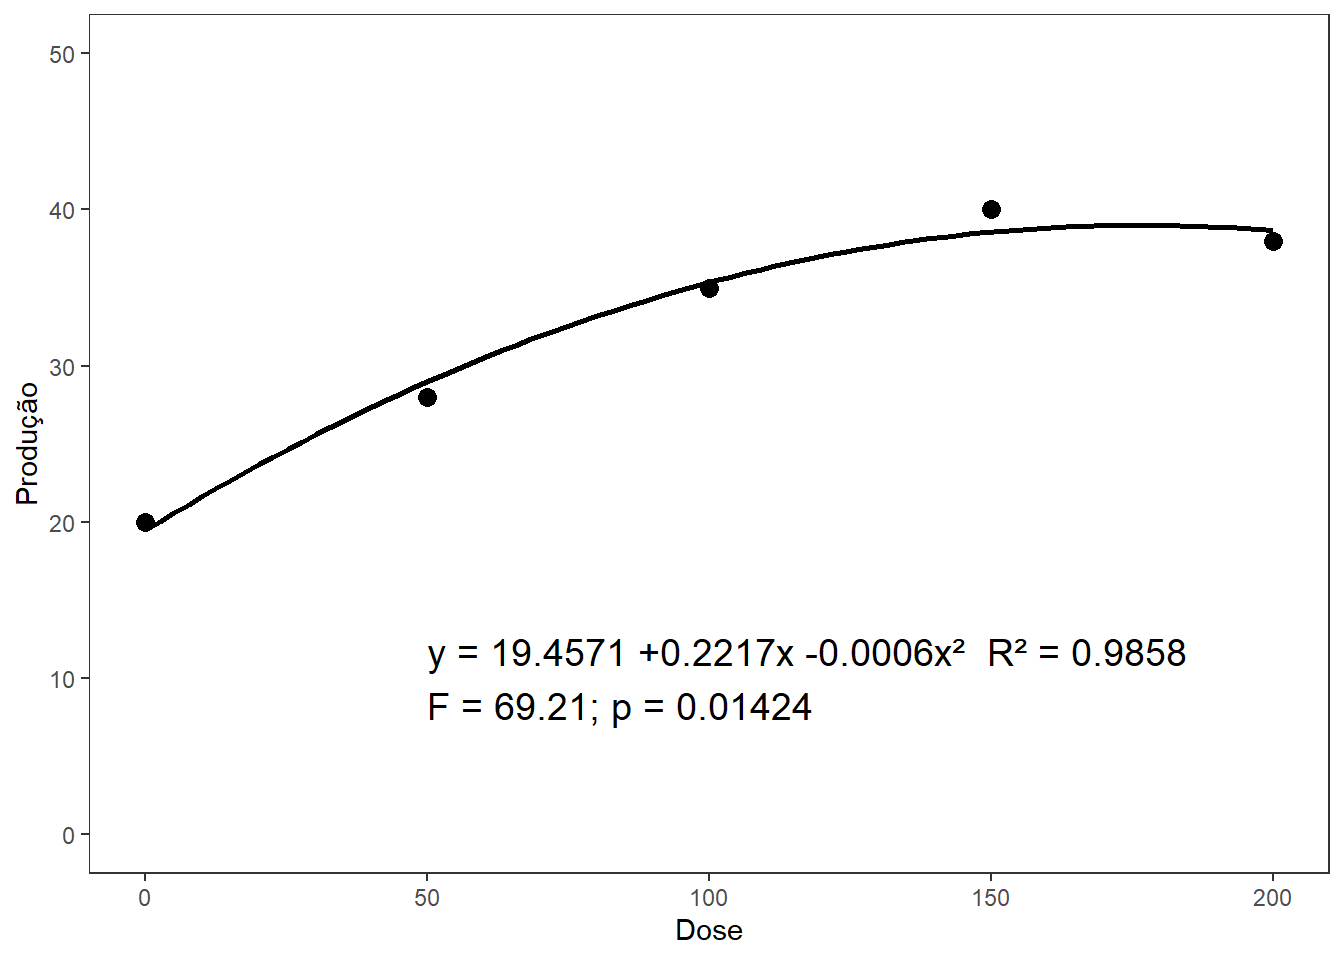 50
40
30
20
10
0
Produção
y = 19.4571 +0.2217x -0.0006x²  R² = 0.9858
F = 69.21; p = 0.01424
0 50 100 150 200
Dose